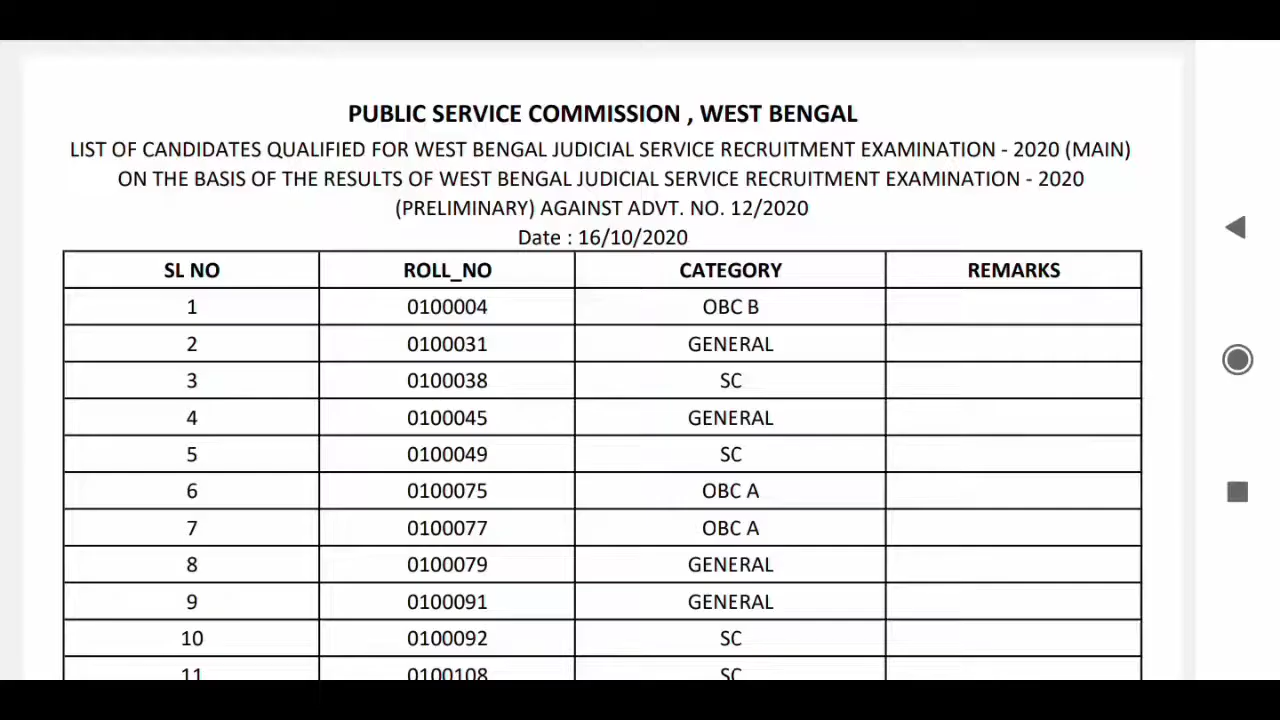 PUBLIC SERVICE COMMISSION , WEST BENGAL
LIST OF CANDIDATES QUALIFIED FOR WEST BENGAL JUDICIAL SERVICE RECRUITMENT EXAMINATION - 2020 (MAIN)
ON THE BASIS OF THE RESULTS OF WEST BENGAL JUDICIAL SERVICE RECRUITMENT EXAMINATION - 2020
(PRELIMINARY) AGAINST ADVT. NO. 12/2020
Date : 16/10/2020
SL NO ROLL_NO CATEGORY REMARKS
1 0100004 OBC B
2 0100031 GENERAL
3 0100038 SC
4 0100045 GENERAL
5 0100049 SC
6 0100075 OBC A
7 0100077 OBC A
8 0100079 GENERAL
9 0100091 GENERAL
10 0100092 SC
11 0100108 SC